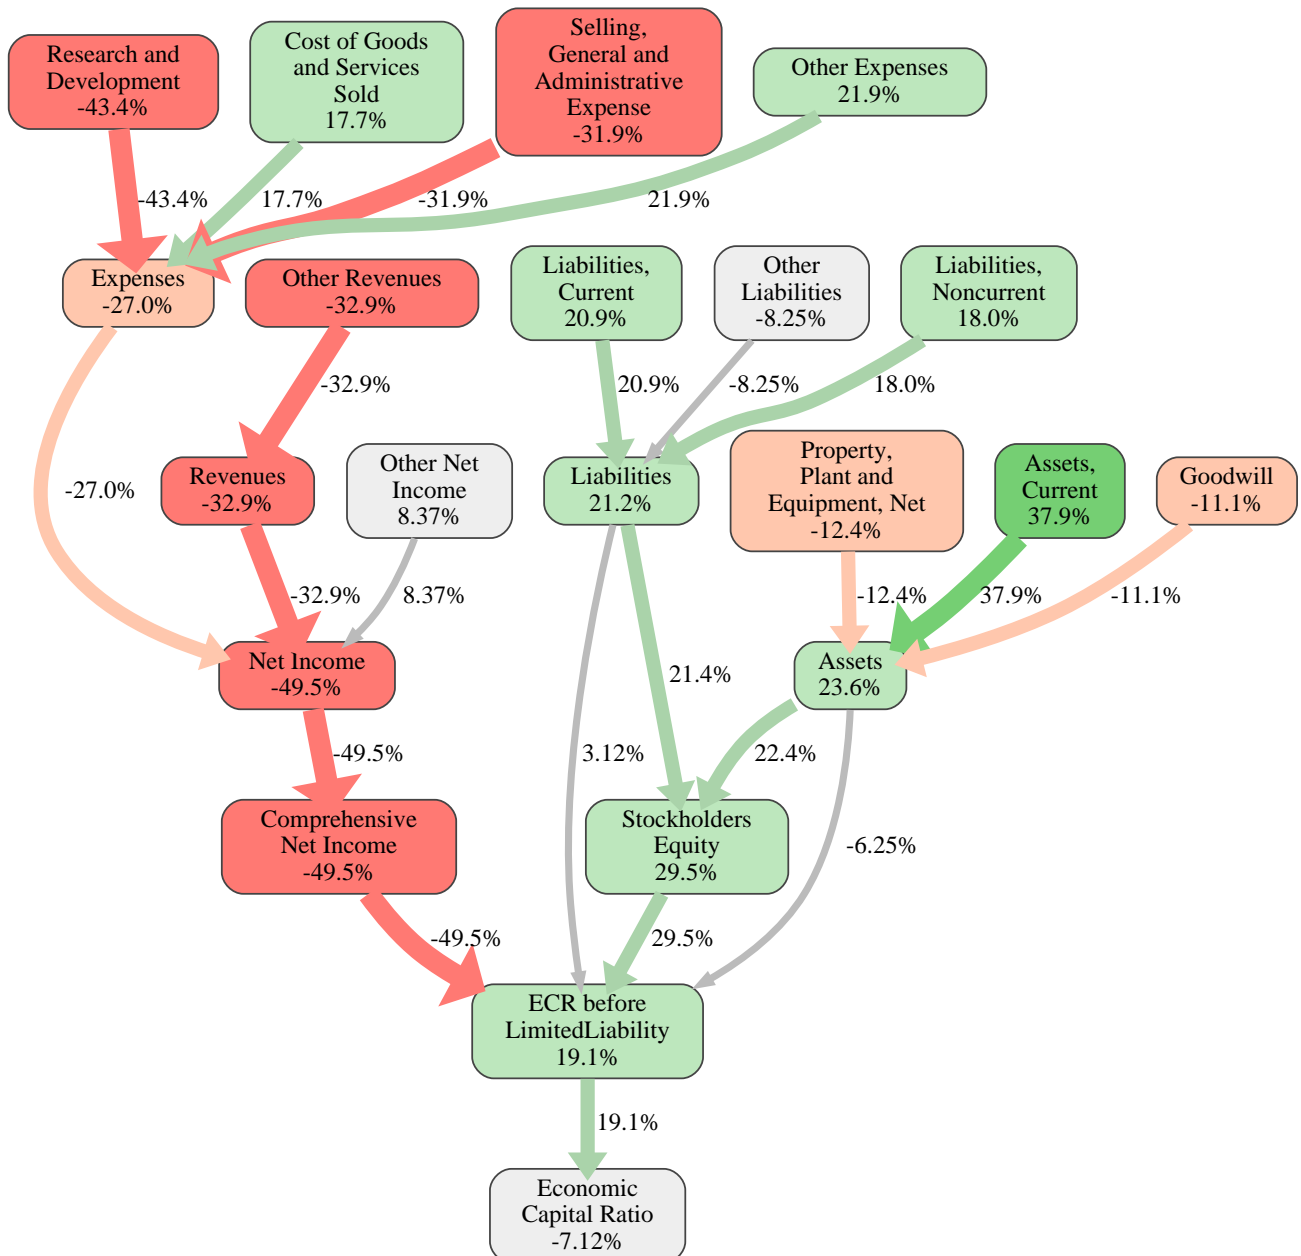 Research and
Development
-43.4%
Cost of Goods
and Services
Sold
17.7%
Selling,
General and
Administrative
Expense
-31.9%
Other Expenses
21.9%
-43.4%
17.7%
-31.9%
21.9%
Expenses
-27.0%
Other Revenues
-32.9%
Liabilities,
Current
20.9%
Other
Liabilities
-8.25%
Liabilities,
Noncurrent
18.0%
-32.9%
20.9%
-8.25%
18.0%
-27.0%
Revenues
-32.9%
Other Net
Income
8.37%
Liabilities
21.2%
Property,
Plant and
Equipment, Net
-12.4%
Assets,
Current
37.9%
Goodwill
-11.1%
-32.9%
8.37%
-12.4%
37.9%
-11.1%
Net Income
-49.5%
21.4%
Assets
23.6%
-49.5%
3.12%
22.4%
Comprehensive
Net Income
-49.5%
Stockholders
Equity
29.5%
-6.25%
-49.5%
29.5%
ECR before
LimitedLiability
19.1%
19.1%
Economic
Capital Ratio
-7.12%